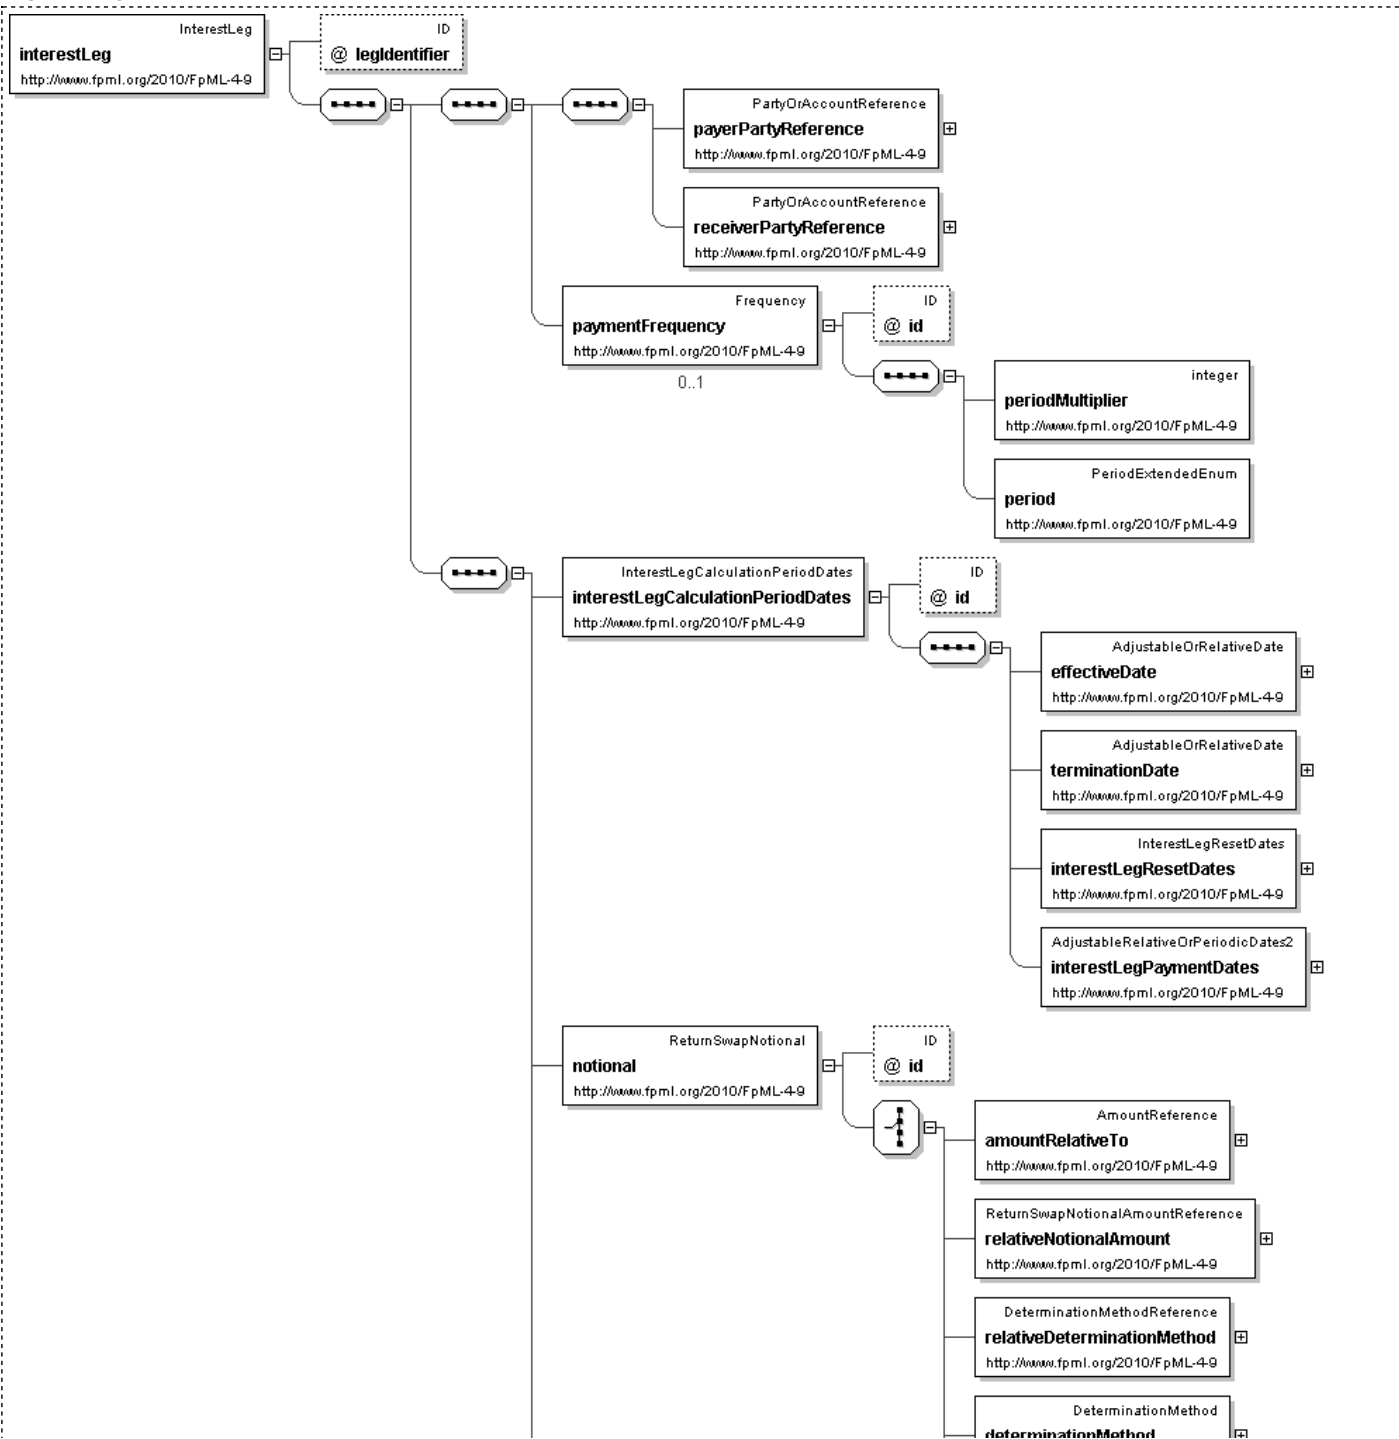 InterestLeg
interestLeg
http://www.fpml.org/2010/FpML-4-9
ID
@ legIdentifier
PartyOrAccountReference
payerPartyReference
http://www.fpml.org/2010/FpML-4-9
PartyOrAccountReference
receiverPartyReference
http://www.fpml.org/2010/FpML-4-9
Frequency
paymentFrequency
http://www.fpml.org/2010/FpML-4-9
0..1
ID
@ id
integer
periodMultiplier
http://www.fpml.org/2010/FpML-4-9
PeriodExtendedEnum
period
http://www.fpml.org/2010/FpML-4-9
InterestLegCalculationPeriodDates
interestLegCalculationPeriodDates
http://www.fpml.org/2010/FpML-4-9
ID
@ id
AdjustableOrRelativeDate
effectiveDate
http://www.fpml.org/2010/FpML-4-9
AdjustableOrRelativeDate
terminationDate
http://www.fpml.org/2010/FpML-4-9
InterestLegResetDates
interestLegResetDates
http://www.fpml.org/2010/FpML-4-9
AdjustableRelativeOrPeriodicDates2
interestLegPaymentDates
http://www.fpml.org/2010/FpML-4-9
ReturnSwapNotional
notional
http://www.fpml.org/2010/FpML-4-9
ID
@ id
AmountReference
amountRelativeTo
http://www.fpml.org/2010/FpML-4-9
ReturnSwapNotionalAmountReference
relativeNotionalAmount
http://www.fpml.org/2010/FpML-4-9
DeterminationMethodReference
relativeDeterminationMethod
http://www.fpml.org/2010/FpML-4-9
DeterminationMethod
determinationMethod